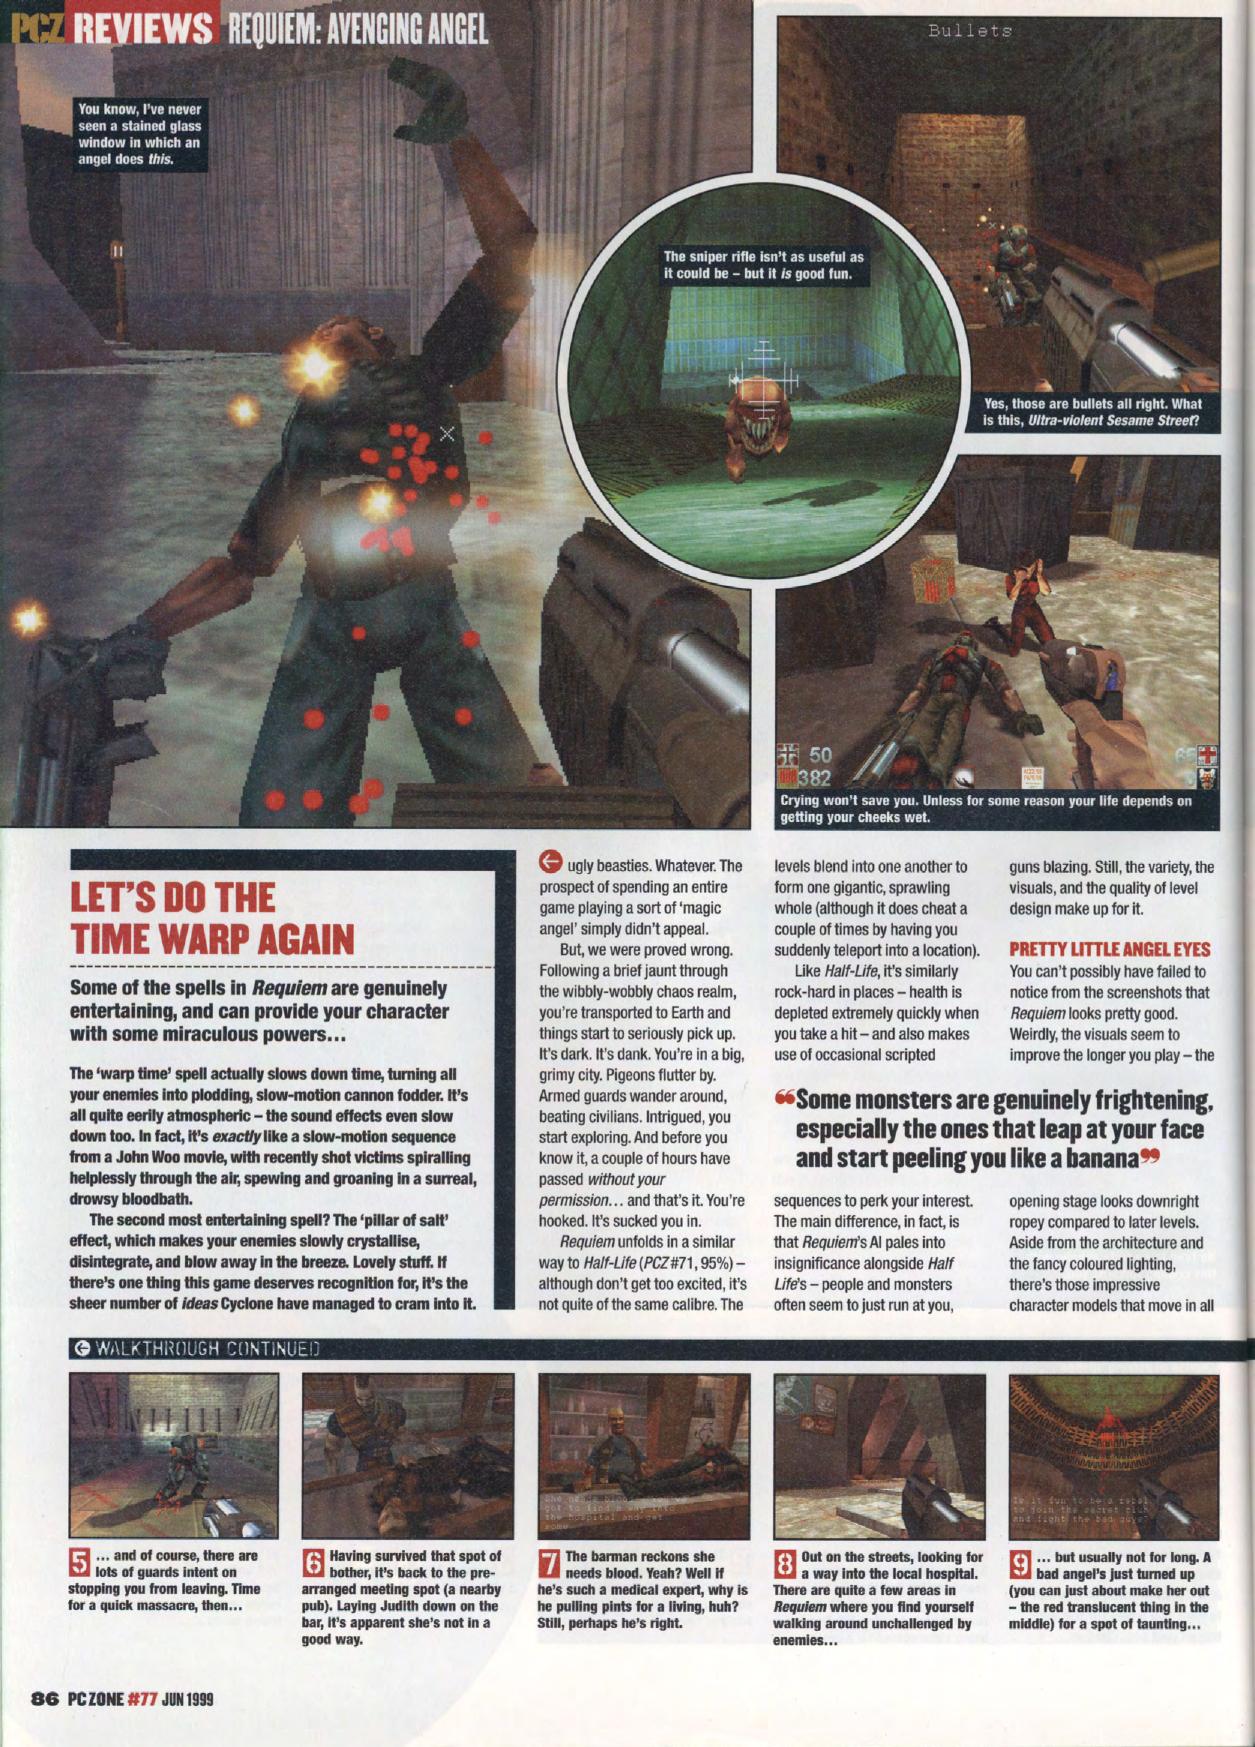 PCZ REVIEWS REQUIEM: AVENGING ANGEL
You know, I've never
seen a stained glass
window in which an
angel does this.
Bullets
The sniper rifle isn't as useful as
it could be – but it is good fun.
Yes, those are bullets all right. What
is this, Ultra-violent Sesame Street?
50
382
Crying won't save you. Unless for some reason your life depends on
getting your cheeks wet.
LET'S DO THE
TIME WARP AGAIN
Some of the spells in Requiem are genuinely
entertaining, and can provide your character
with some miraculous powers...
The 'warp time' spell actually slows down time, turning all
your enemies into plodding, slow-motion cannon fodder. It's
all quite eerily atmospheric – the sound effects even slow
down too. In fact, it's exactly like a slow-motion sequence
from a John Woo movie, with recently shot victims spiralling
helplessly through the air, spewing and groaning in a surreal,
drowsy bloodbath.
The second most entertaining spell? The 'pillar of salt'
effect, which makes your enemies slowly crystallise,
disintegrate, and blow away in the breeze. Lovely stuff. If
there's one thing this game deserves recognition for, it's the
sheer number of ideas Cyclone have managed to cram into it.
ugly beasties. Whatever. The
prospect of spending an entire
game playing a sort of 'magic
angel' simply didn't appeal.
But, we were proved wrong.
Following a brief jaunt through
the wibbly-wobbly chaos realm,
you're transported to Earth and
things start to seriously pick up.
It's dark. It's dank. You're in a big,
grimy city. Pigeons flutter by.
Armed guards wander around,
beating civilians. Intrigued, you
start exploring. And before you
know it, a couple of hours have
passed without your
permission... and that's it. You're
hooked. It's sucked you in.
Requiem unfolds in a similar
way to Half-Life (PCZ #71, 95%) –
although don't get too excited, it's
not quite of the same calibre. The
levels blend into one another to
form one gigantic, sprawling
whole (although it does cheat a
couple of times by having you
suddenly teleport into a location).
Like Half-Life, it's similarly
rock-hard in places – health is
depleted extremely quickly when
you take a hit – and also makes
use of occasional scripted
sequences to perk your interest.
The main difference, in fact, is
that Requiem's AI pales into
insignificance alongside Half
Life's – people and monsters
often seem to just run at you,
guns blazing. Still, the variety, the
visuals, and the quality of level
design make up for it.
PRETTY LITTLE ANGEL EYES
You can't possibly have failed to
notice from the screenshots that
Requiem looks pretty good.
Weirdly, the visuals seem to
improve the longer you play – the
opening stage looks downright
ropey compared to later levels.
Aside from the architecture and
the fancy coloured lighting,
there's those impressive
character models that move in all
“Some monsters are genuinely frightening,
especially the ones that leap at your face
and start peeling you like a banana”
WALKTHROUGH CONTINUED
5 ... and of course, there are
lots of guards intent on
stopping you from leaving. Time
for a quick massacre, then...
6 Having survived that spot of
bother, it's back to the pre-
arranged meeting spot (a nearby
pub). Laying Judith down on the
bar, it's apparent she's not in a
good way.
the hospital and get
some
7 The barman reckons she
needs blood. Yeah? Well if
he's such a medical expert, why is
he pulling pints for a living, huh?
Still, perhaps he's right.
8 Out on the streets, looking for
a way into the local hospital.
There are quite a few areas in
Requiem where you find yourself
walking around unchallenged by
enemies...
Is it fun to be a rebel
to join the secret club
and fight the bad guys?
9 ... but usually not for long. A
bad angel's just turned up
(you can just about make her out
– the red translucent thing in the
middle) for a spot of taunting...
86 PC ZONE #77 JUN 1999